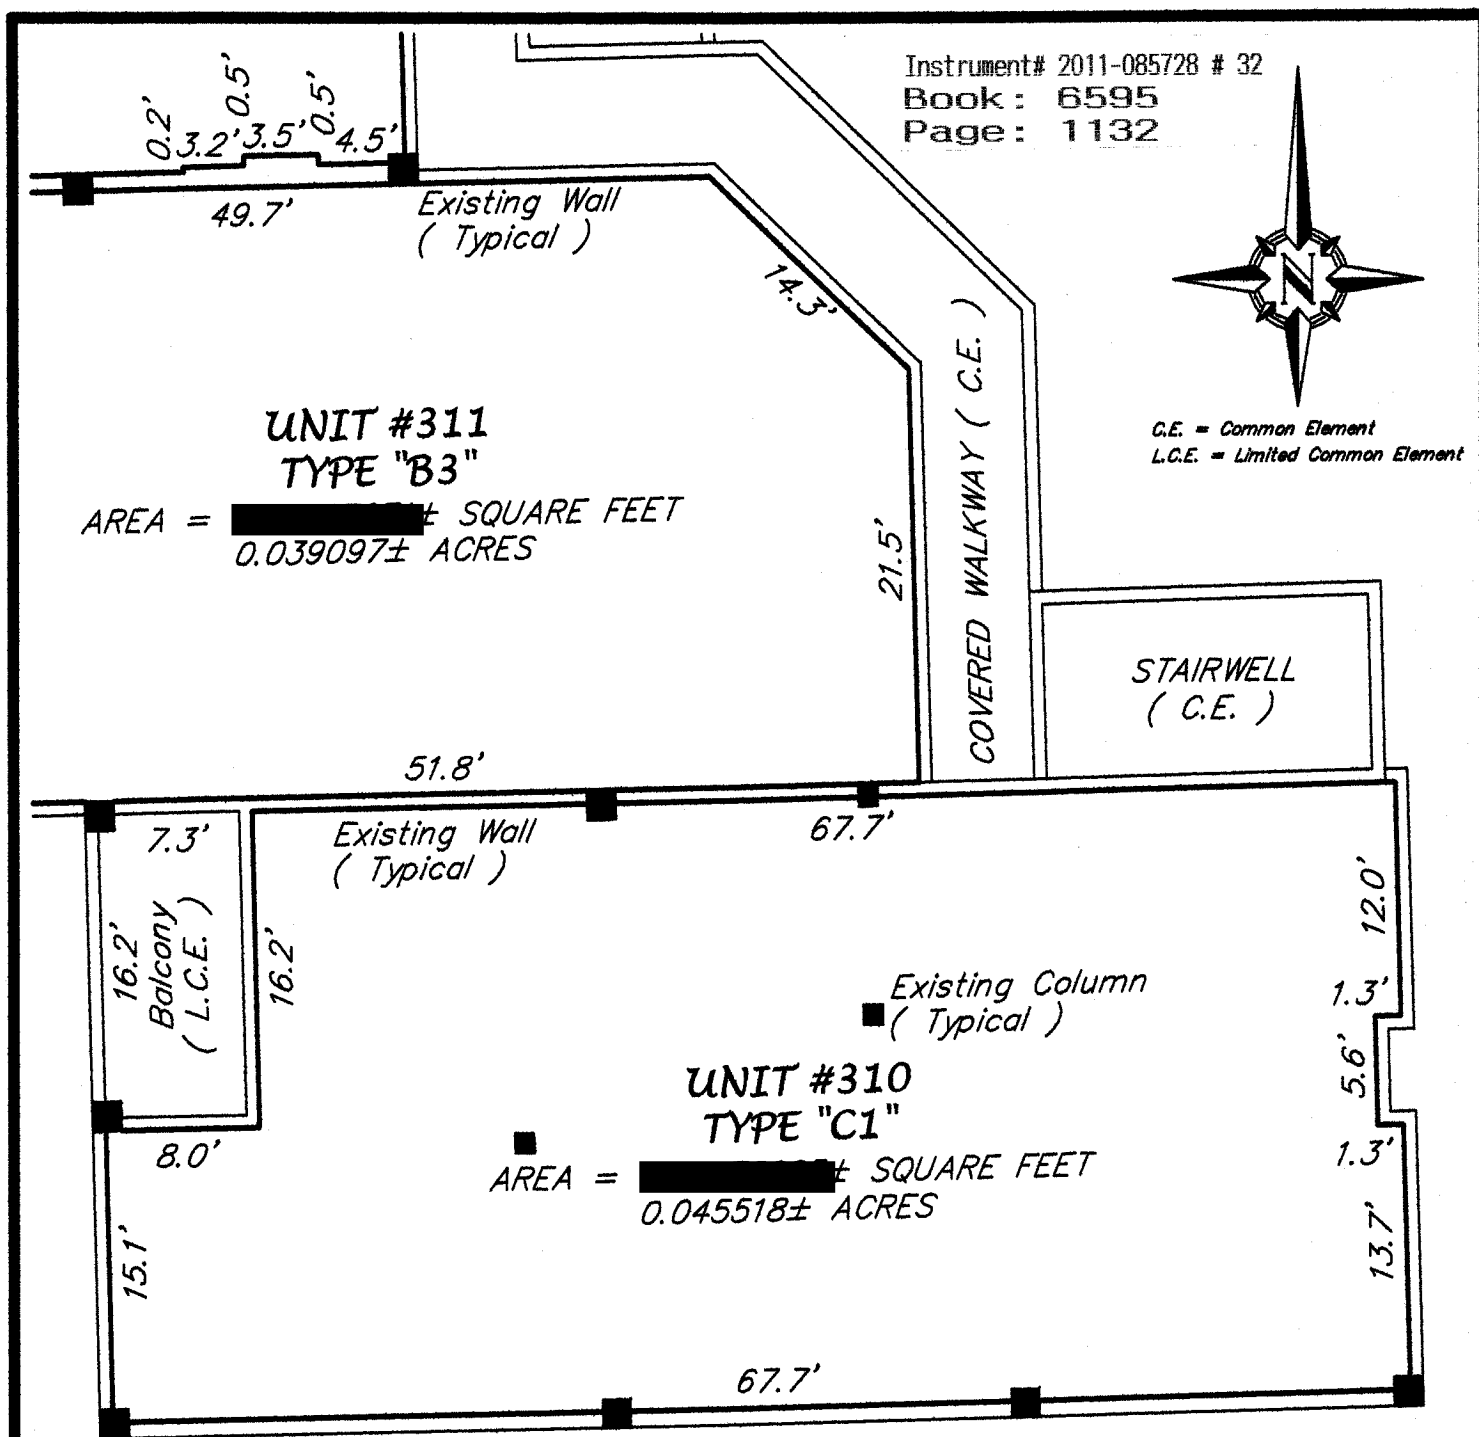 Instrument# 2011-085728 # 32
Book: 6595
Page: 1132
0.2'
3.2'
0.5'
3.5'
0.5'
4.5'
49.7'
Existing Wall
( Typical )
14.3'
N
C.E. = Common Element
L.C.E. = Limited Common Element
UNIT #311
TYPE "B3"
AREA = ± SQUARE FEET
0.039097± ACRES
21.5'
COVERED WALKWAY ( C.E. )
STAIRWELL
( C.E. )
51.8'
7.3'
Existing Wall
( Typical )
67.7'
16.2'
Balcony
( L.C.E. )
16.2'
12.0'
1.3'
5.6'
1.3'
13.7'
Existing Column
( Typical )
UNIT #310
TYPE "C1"
AREA = ± SQUARE FEET
0.045518± ACRES
8.0'
15.1'
67.7'